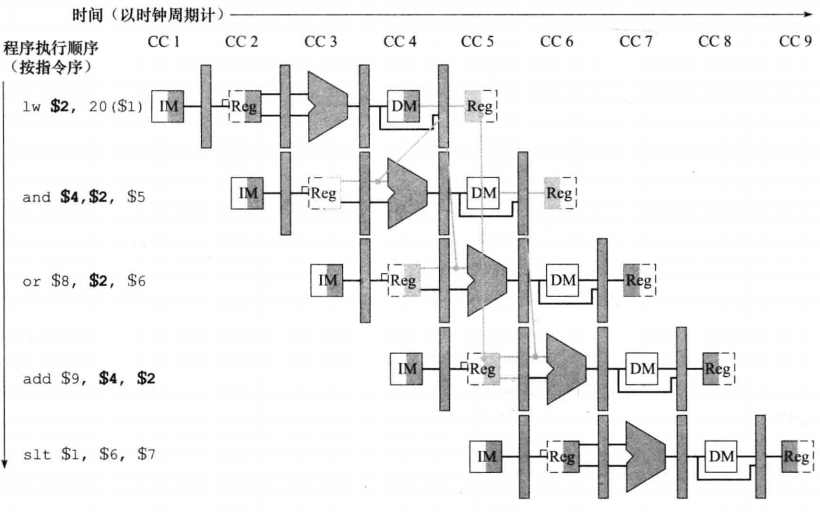 时间（以时钟周期计）
CC 1 CC 2 CC 3 CC 4 CC 5 CC 6 CC 7 CC 8 CC 9
程序执行顺序
（按指令序）
lw $2, 20($1) IM Reg DM Reg
and $4,$2, $5 IM Reg DM Reg
or $8, $2, $6 IM Reg DM Reg
add $9, $4, $2 IM Reg DM Reg
slt $1, $6, $7 IM Reg DM Reg